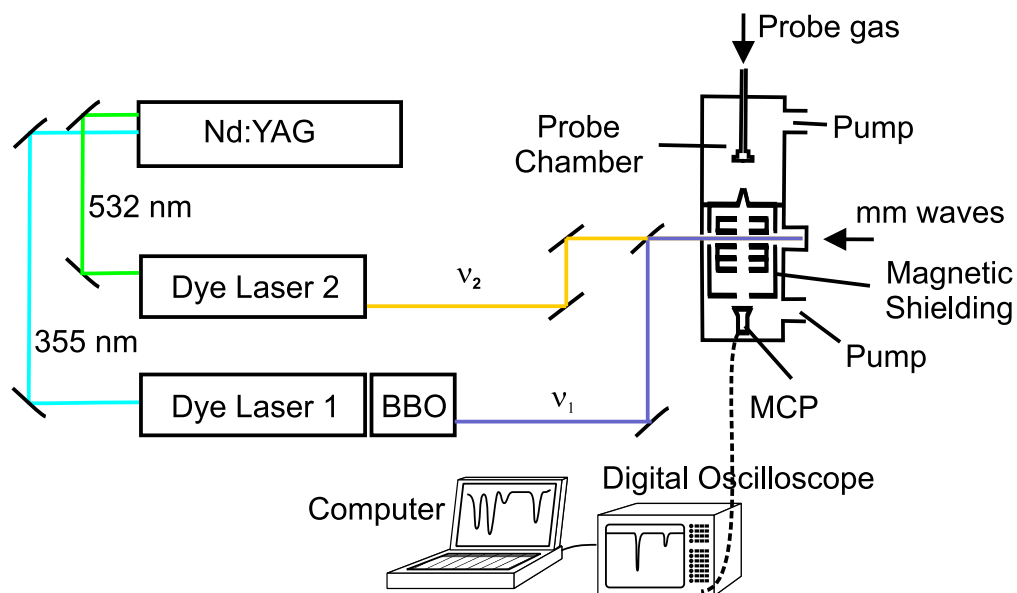 Probe gas
Nd:YAG
Probe
Chamber
Pump
532 nm
mm waves
Dye Laser 2
ν₂
Magnetic
Shielding
355 nm
Pump
Dye Laser 1
BBO
ν₁
MCP
Digital Oscilloscope
Computer